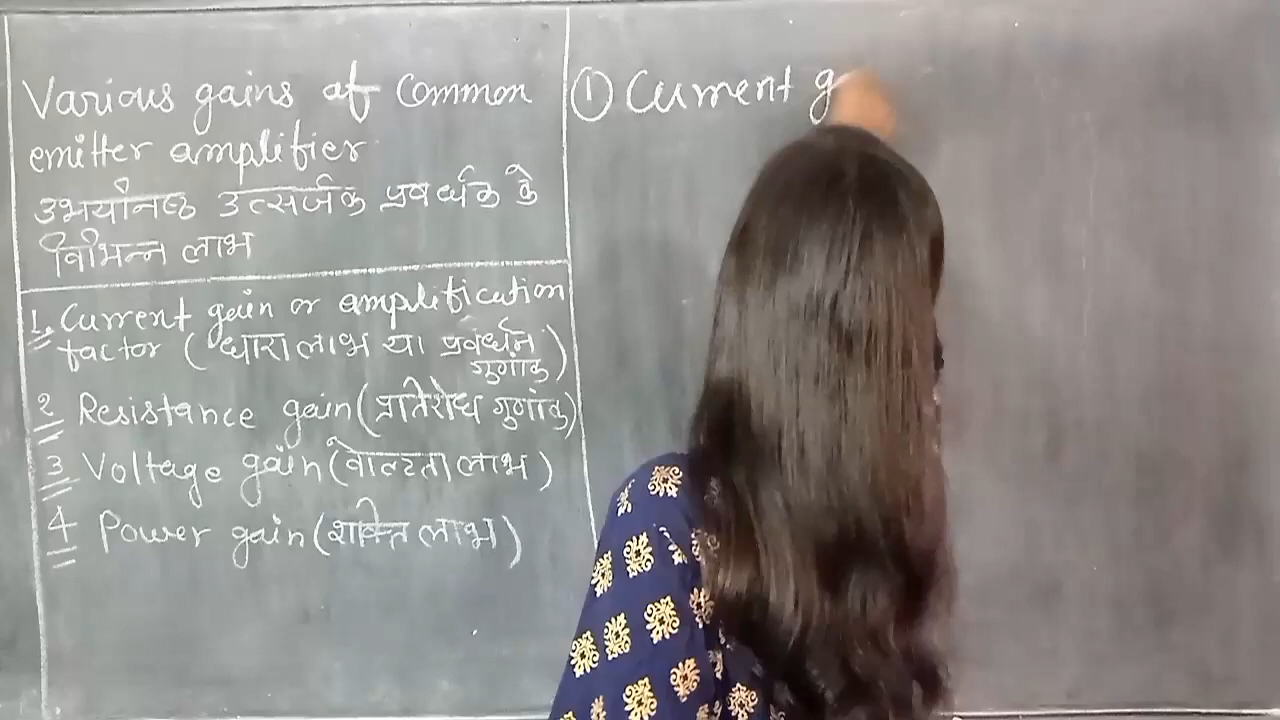 Various gains of Common
emitter amplifier
उभयनिष्ठ उत्सर्जक प्रवर्धक के
विभिन्न लाभ
1. Current gain or amplification
factor ( धारा लाभ या प्रवर्धन
गुणांक)
2 Resistance gain (प्रतिरोध गुणांक)
3 Voltage gain (वोल्टता लाभ)
4 Power gain (शक्ति लाभ)
① Current g